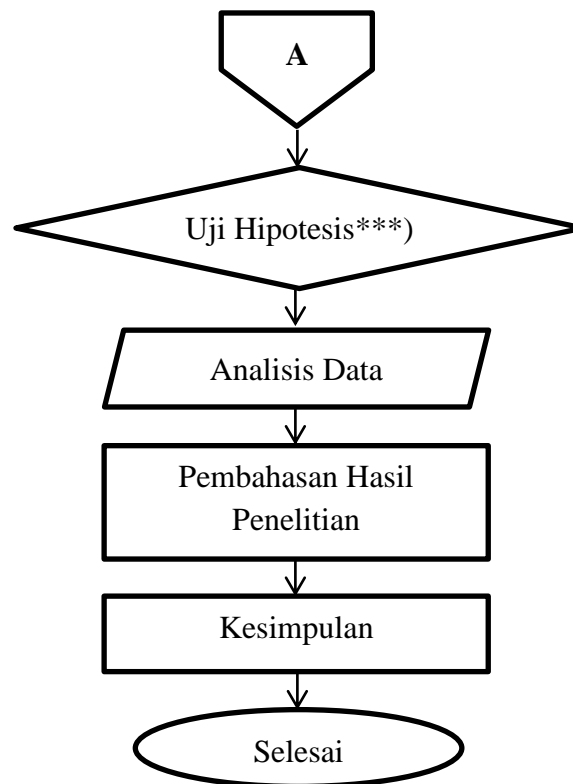 A
Uji Hipotesis***)
Analisis Data
Pembahasan Hasil
Penelitian
Kesimpulan
Selesai